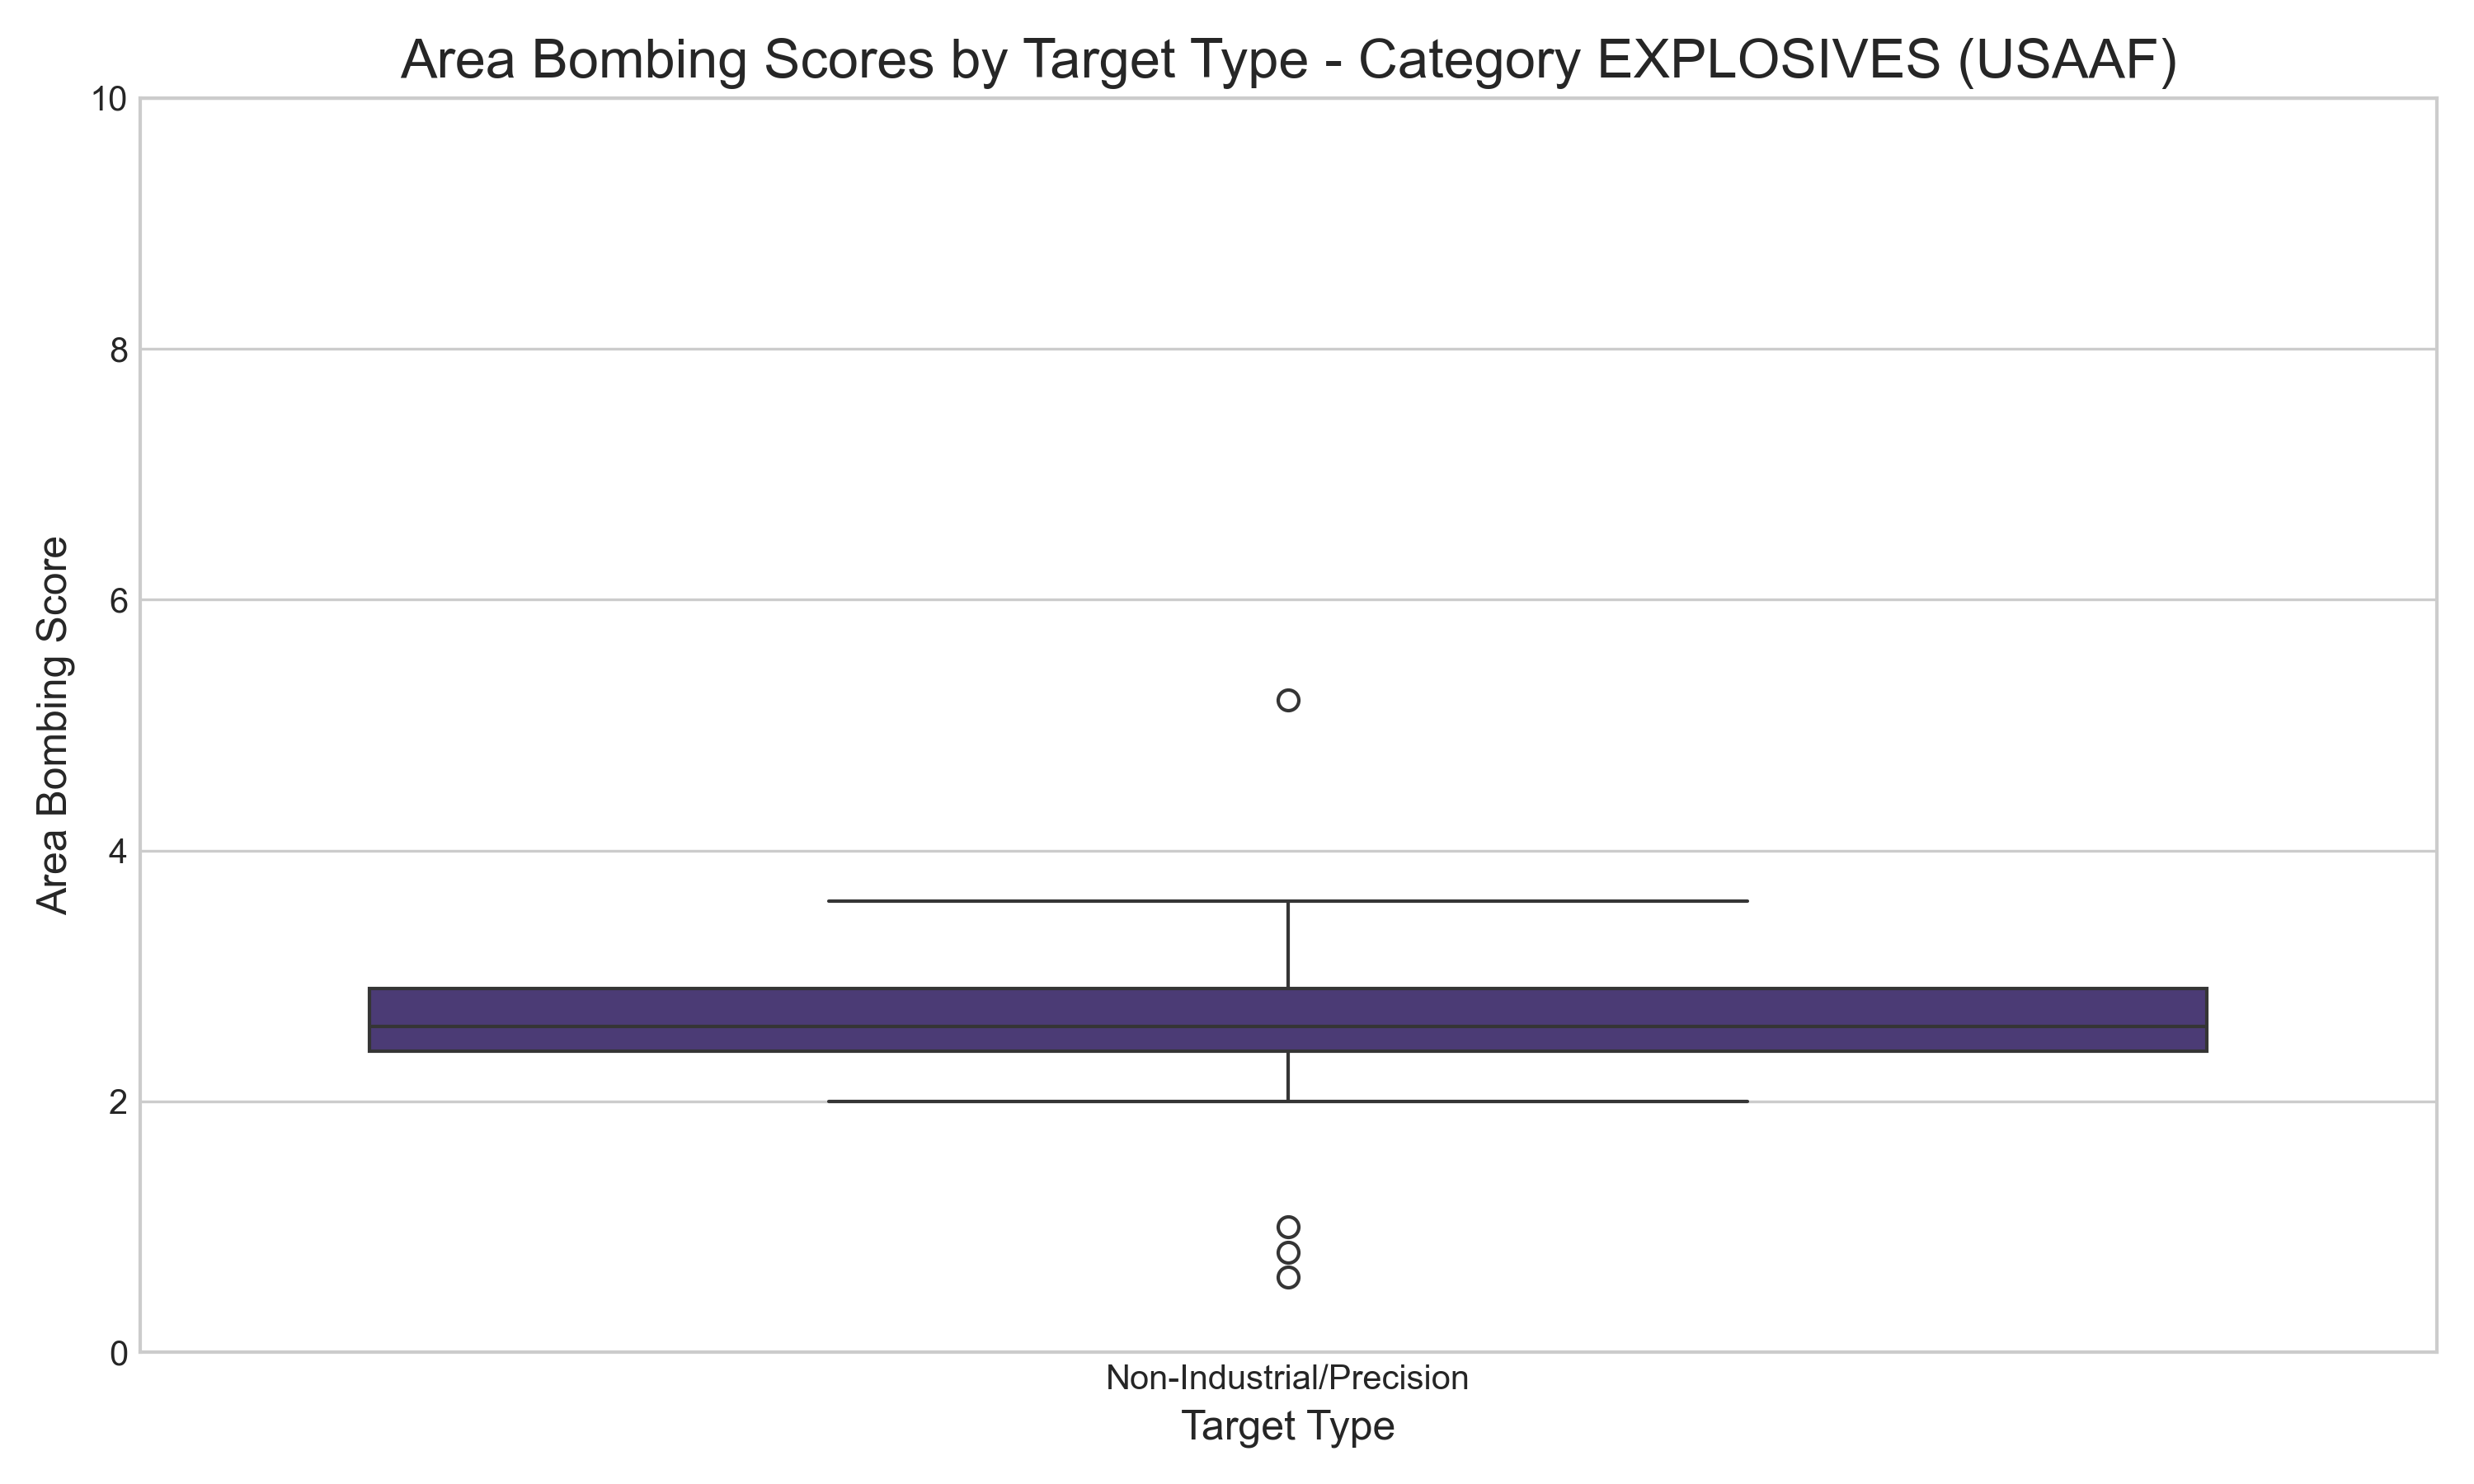 Area Bombing Scores by Target Type - Category EXPLOSIVES (USAAF)
10
8
6
4
2
0
Area Bombing Score
Non-Industrial/Precision
Target Type